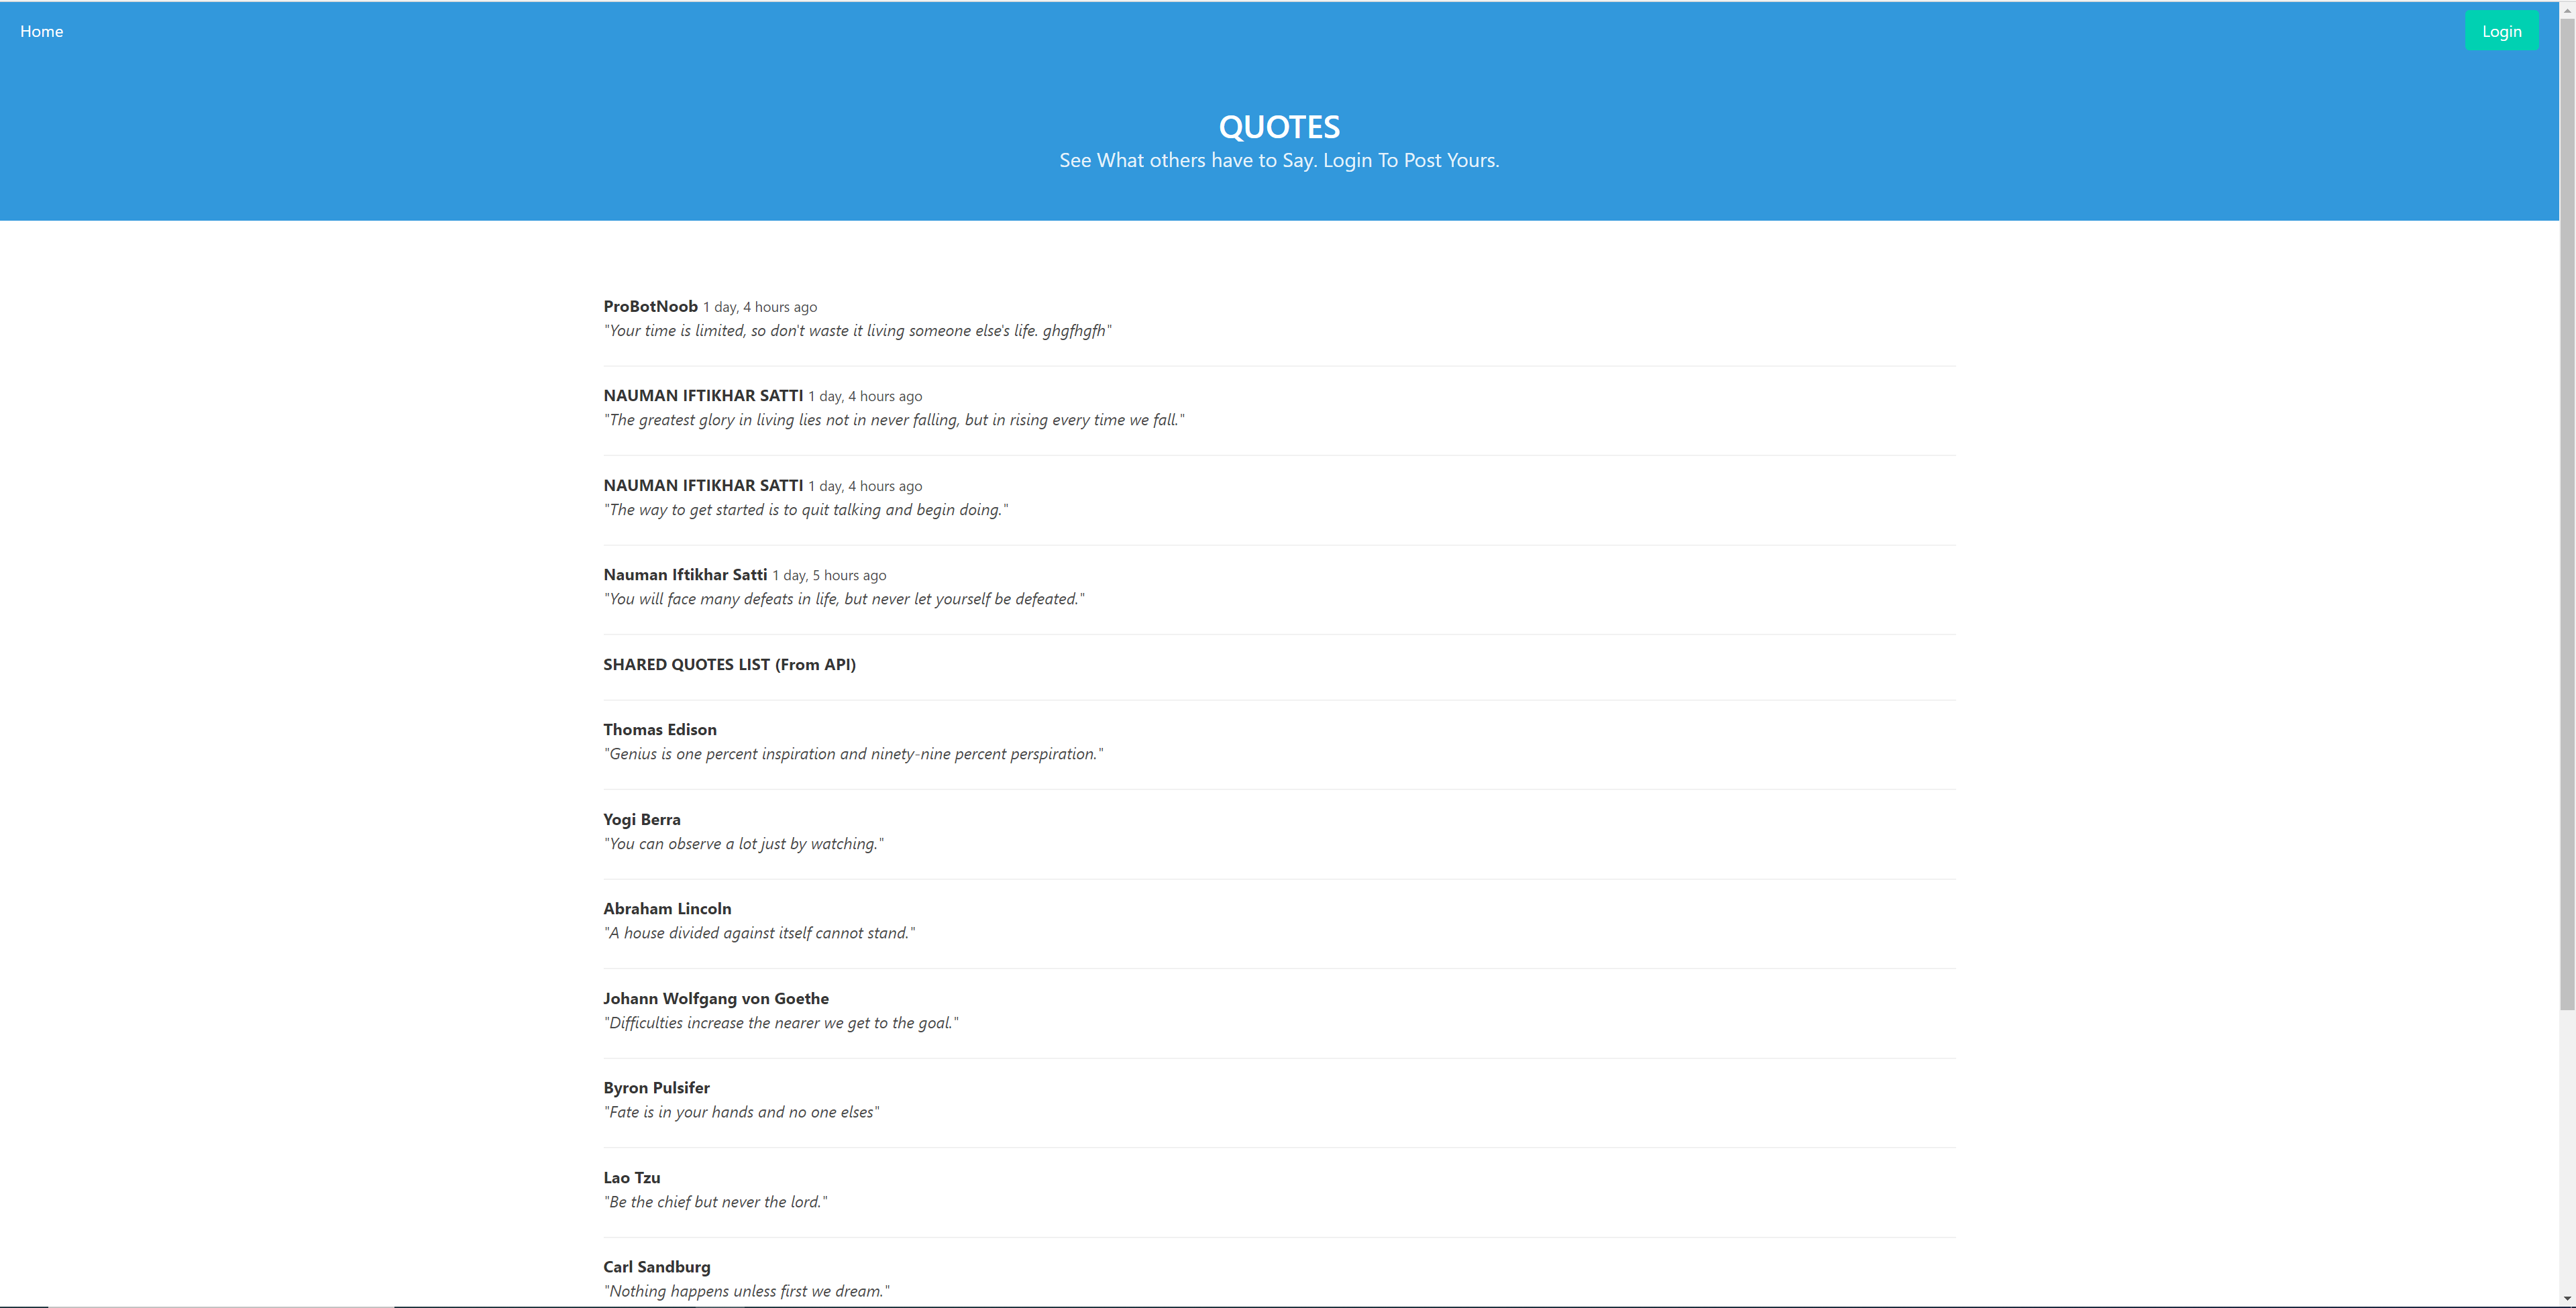 Home
Login
QUOTES
See What others have to Say. Login To Post Yours.
ProBotNoob 1 day, 4 hours ago
"Your time is limited, so don't waste it living someone else's life. ghgfhgfh"
NAUMAN IFTIKHAR SATTI 1 day, 4 hours ago
"The greatest glory in living lies not in never falling, but in rising every time we fall."
NAUMAN IFTIKHAR SATTI 1 day, 4 hours ago
"The way to get started is to quit talking and begin doing."
Nauman Iftikhar Satti 1 day, 5 hours ago
"You will face many defeats in life, but never let yourself be defeated."
SHARED QUOTES LIST (From API)
Thomas Edison
"Genius is one percent inspiration and ninety-nine percent perspiration."
Yogi Berra
"You can observe a lot just by watching."
Abraham Lincoln
"A house divided against itself cannot stand."
Johann Wolfgang von Goethe
"Difficulties increase the nearer we get to the goal."
Byron Pulsifer
"Fate is in your hands and no one elses"
Lao Tzu
"Be the chief but never the lord."
Carl Sandburg
"Nothing happens unless first we dream."